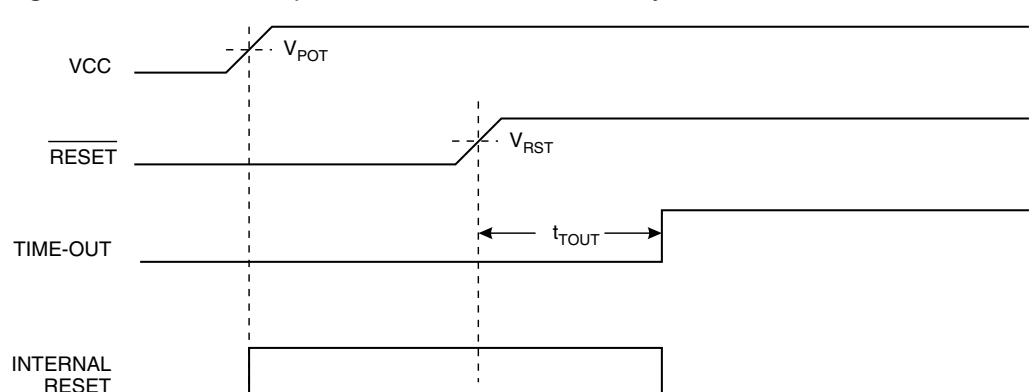 VCC
V_POT
RESET
V_RST
TIME-OUT
t_TOUT
INTERNAL
RESET